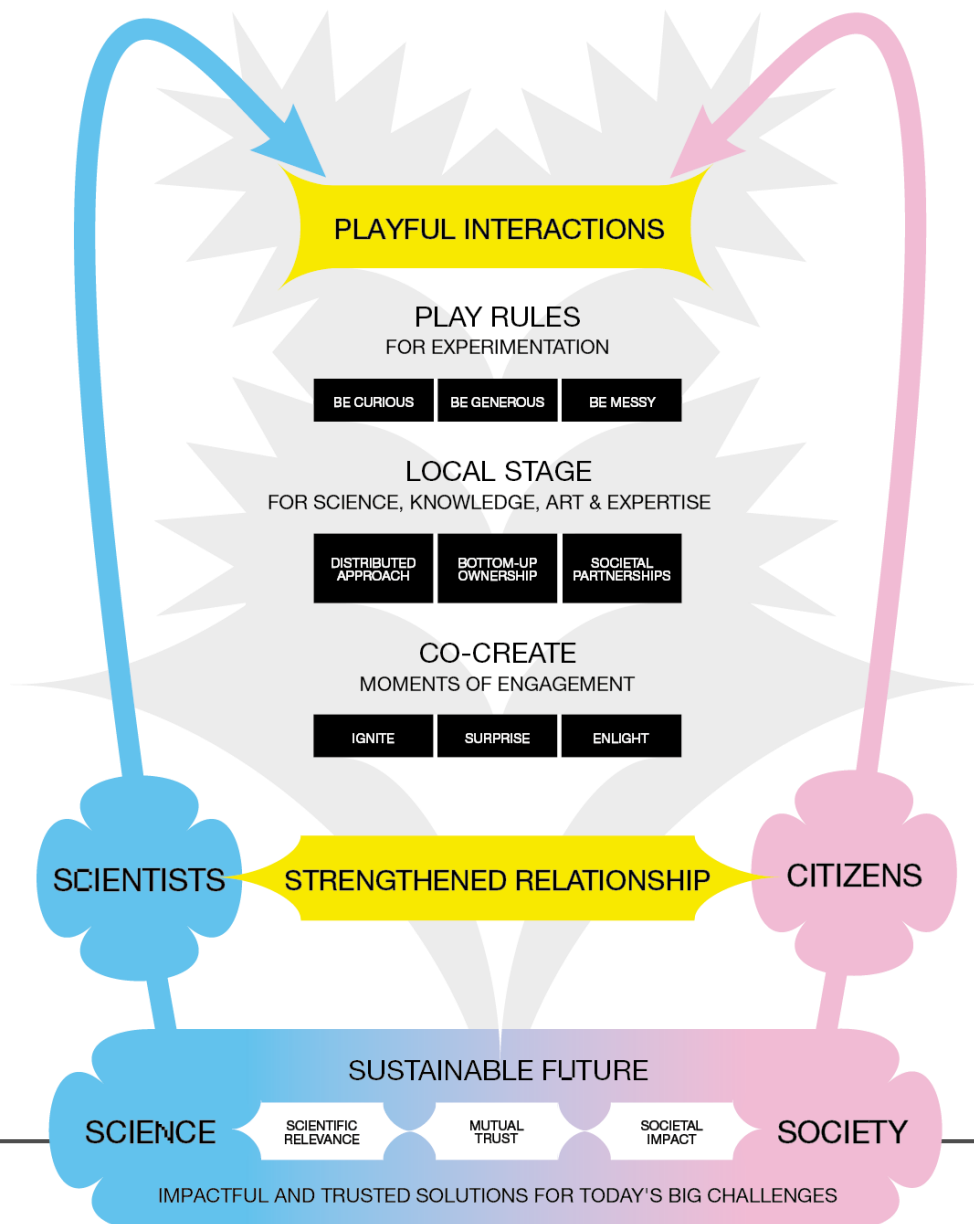 PLAYFUL INTERACTIONS
PLAY RULES
FOR EXPERIMENTATION
BE CURIOUS
BE GENEROUS
BE MESSY
LOCAL STAGE
FOR SCIENCE, KNOWLEDGE, ART & EXPERTISE
DISTRIBUTED
APPROACH
BOTTOM-UP
OWNERSHIP
SOCIETAL
PARTNERSHIPS
CO-CREATE
MOMENTS OF ENGAGEMENT
IGNITE
SURPRISE
ENLIGHT
SCIENTISTS
STRENGTHENED RELATIONSHIP
CITIZENS
SUSTAINABLE FUTURE
SCIENCE
SCIENTIFIC
RELEVANCE
MUTUAL
TRUST
SOCIETAL
IMPACT
SOCIETY
IMPACTFUL AND TRUSTED SOLUTIONS FOR TODAY'S BIG CHALLENGES